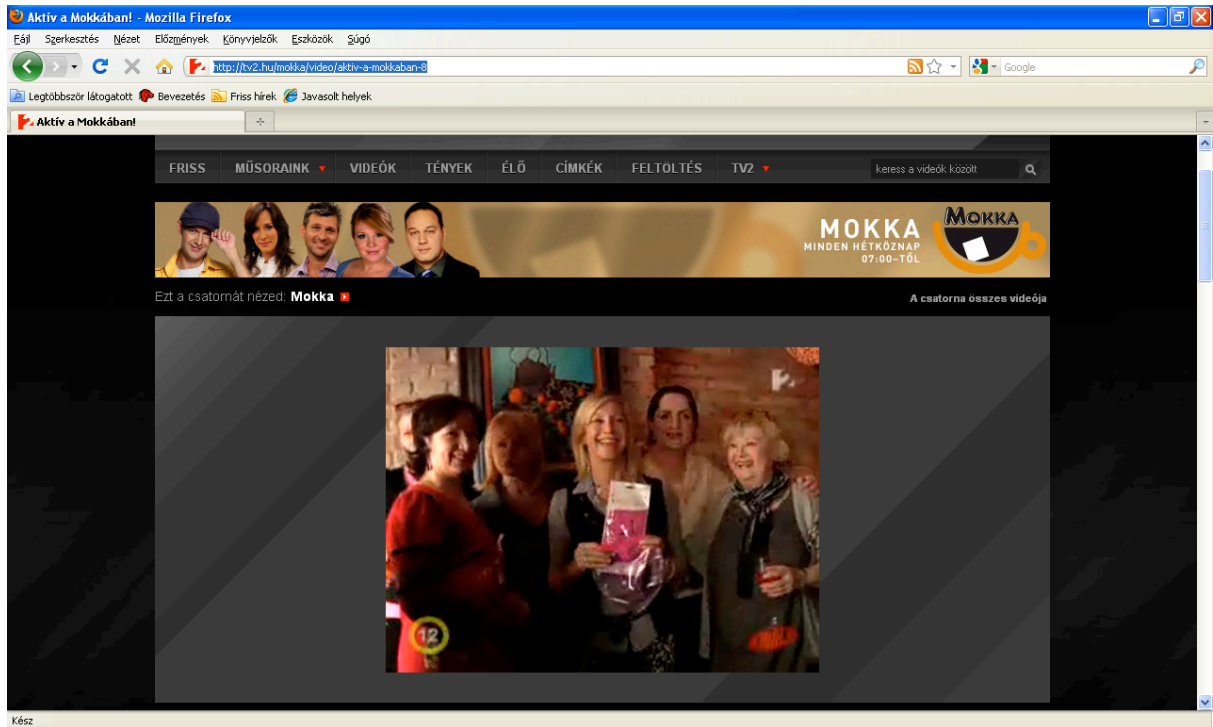 Aktív a Mokkában! - Mozilla Firefox
Fájl Szerkesztés Nézet Előzmények Könyvjelzők Eszközök Súgó
http://tv2.hu/mokka/video/aktiv-a-mokkaban-8 Google
Legtöbbször látogatott Bevezetés Friss hírek Javasolt helyek
Aktív a Mokkában!
FRISS MŰSORAINK VIDEÓK TÉNYEK ÉLŐ CÍMKÉK FELTÖLTÉS TV2 keress a videók között
MOKKA
MINDEN HÉTKÖZNAP
07:00-TÓL
MOKKA
Ezt a csatornát nézed: Mokka A csatorna összes videója
12
Kész